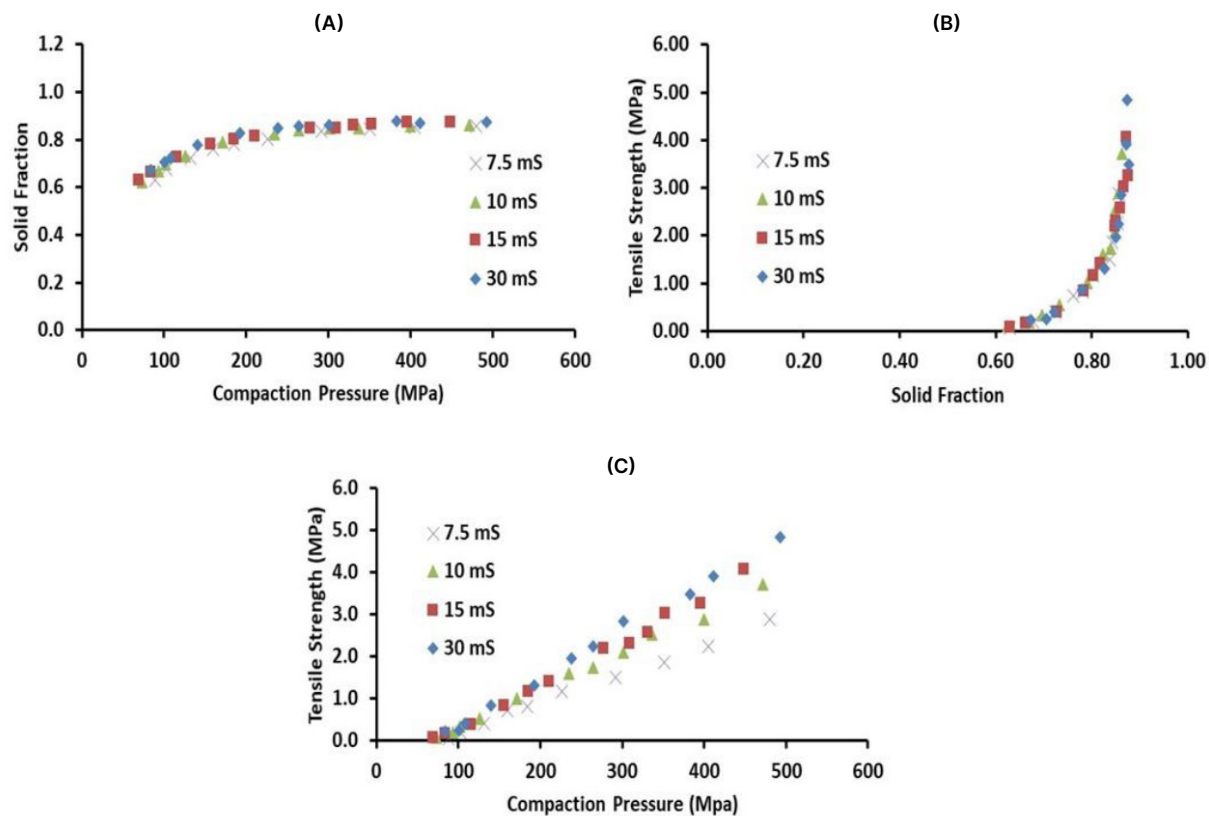 (A)
1.2
1.0
0.8
0.6
0.4
0.2
0.0
Solid Fraction
7.5 mS
10 mS
15 mS
30 mS
0 100 200 300 400 500 600
Compaction Pressure (MPa)
(B)
6.00
5.00
4.00
3.00
2.00
1.00
0.00
Tensile Strength (MPa)
7.5 mS
10 mS
15 mS
30 mS
0.00 0.20 0.40 0.60 0.80 1.00
Solid Fraction
(C)
6.0
5.0
4.0
3.0
2.0
1.0
0.0
Tensile Strength (MPa)
7.5 mS
10 mS
15 mS
30 mS
0 100 200 300 400 500 600
Compaction Pressure (Mpa)